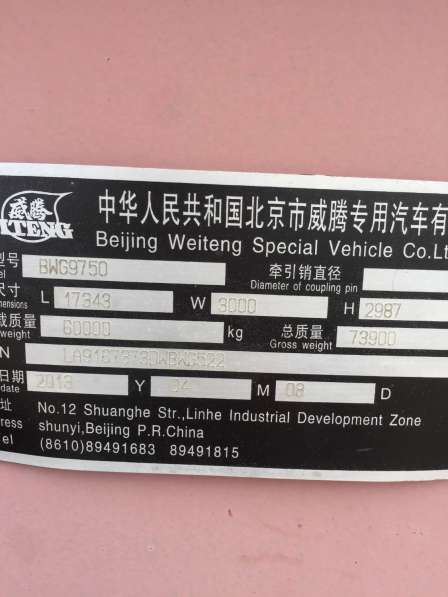 威腾
ITENG
中华人民共和国北京市威腾专用汽车有
Beijing Weiteng Special Vehicle Co.Lt
型号 BWG9750 牵引销直径
el Diameter of coupling pin
尺寸 L 17343 W 3000 H 2987
mensions
载质量 60000 kg 总质量 73900
weight Gross weight
N
日期 2013 Y 04 M 08 D
date
址 No.12 Shuanghe Str.,Linhe Industrial Development Zone
ress shunyi,Beijing P.R.China
el (8610)89491683 89491815